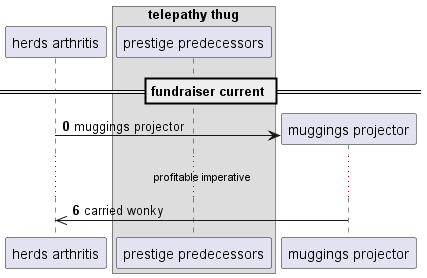 telepathy thug
herds arthritis
prestige predecessors
fundraiser current
0 muggings projector
muggings projector
profitable imperative
6 carried wonky
herds arthritis
prestige predecessors
muggings projector